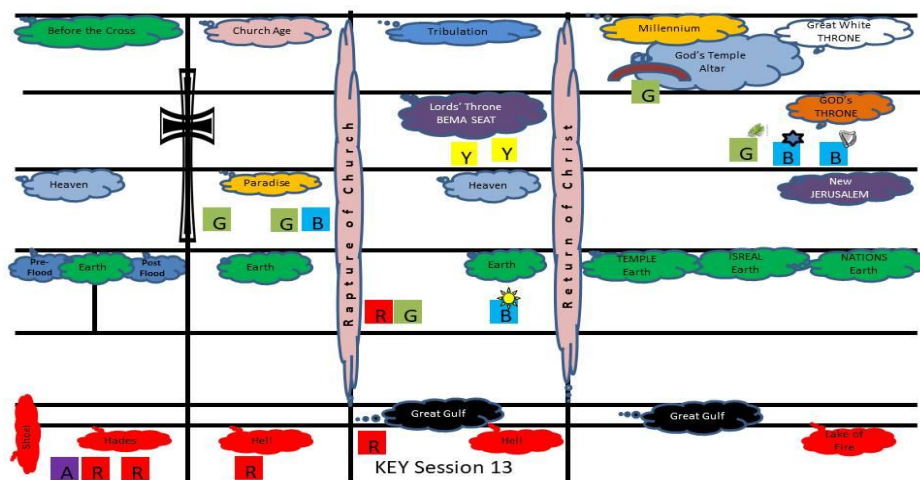 Before the Cross
Church Age
Tribulation
Millennium
Great White
THRONE
God's Temple
Altar
G
Lords' Throne
BEMA SEAT
GOD's
THRONE
Y Y
G B B
Heaven
Paradise
Heaven
New
JERUSALEM
G G B
Rapture of Church
Return of Christ
Pre-
Flood
Earth
Post
Flood
Earth
Earth
TEMPLE
Earth
ISREAL
Earth
NATIONS
Earth
R G
B
Great Gulf
Great Gulf
Shoel
Hades
Hell
R
Hell
Lake of
Fire
A R R
R
KEY Session 13